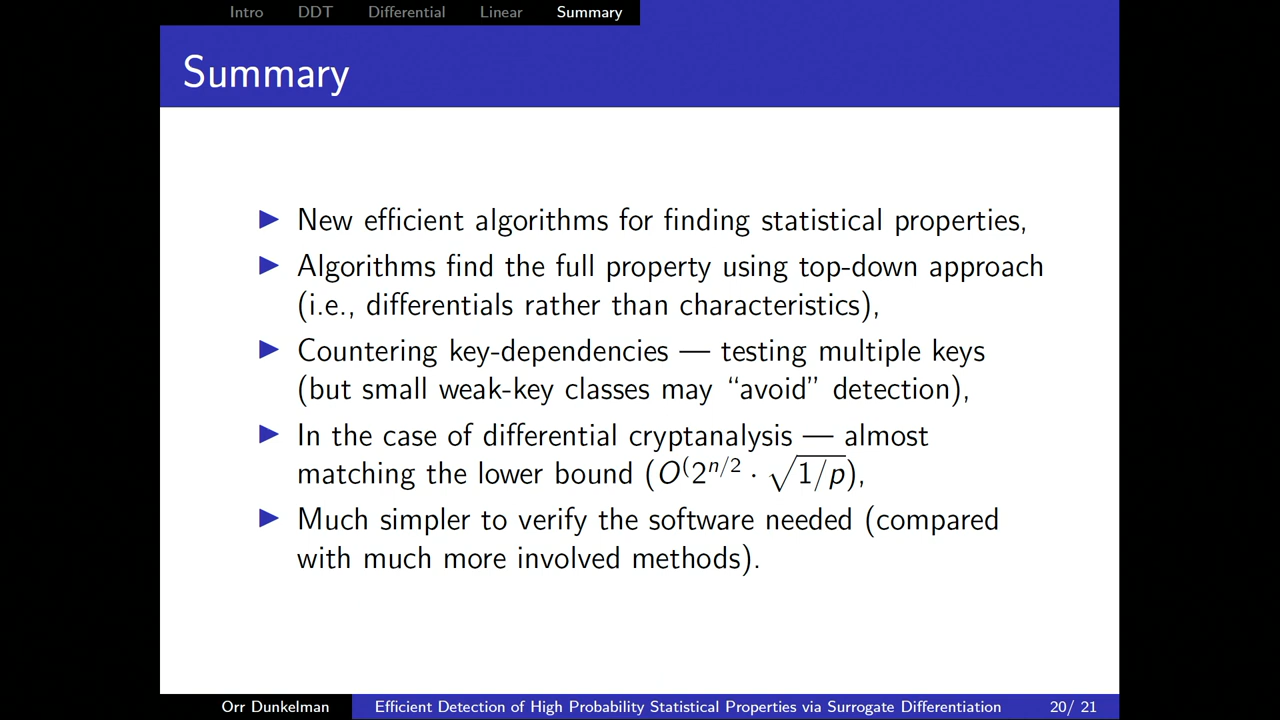 Intro DDT Differential Linear Summary
Summary
▶ New efficient algorithms for finding statistical properties,
▶ Algorithms find the full property using top-down approach
(i.e., differentials rather than characteristics),
▶ Countering key-dependencies — testing multiple keys
(but small weak-key classes may “avoid” detection),
▶ In the case of differential cryptanalysis — almost
matching the lower bound (O⁽2^{n/2} · √(1/p)),
▶ Much simpler to verify the software needed (compared
with much more involved methods).
Orr Dunkelman Efficient Detection of High Probability Statistical Properties via Surrogate Differentiation 20/ 21